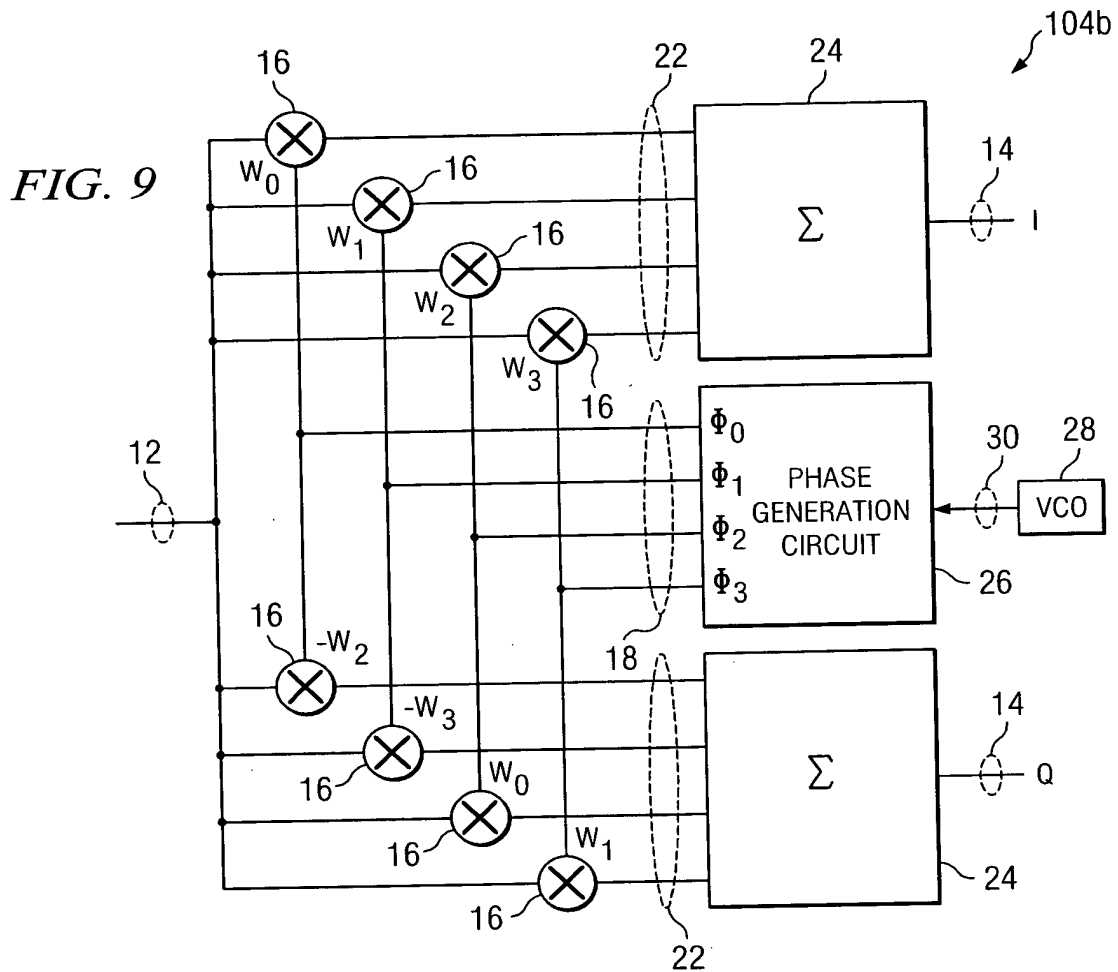 104b
FIG. 9
16
22
24
W0
16
14
W1
Σ
I
16
W2
W3
16
12
Φ0
Φ1
Φ2
Φ3
PHASE
GENERATION
CIRCUIT
30
28
VCO
26
18
16
-W2
-W3
16
W0
14
Σ
Q
16
W1
24
16
22